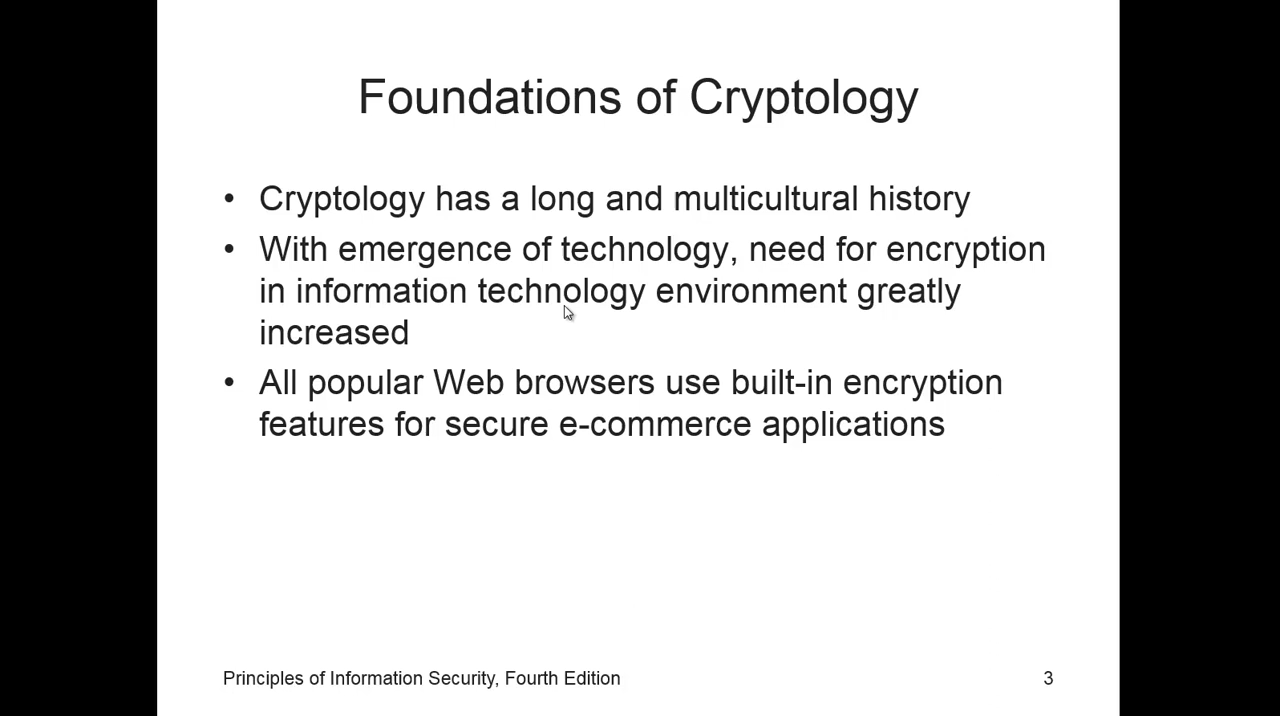 Foundations of Cryptology
• Cryptology has a long and multicultural history
• With emergence of technology, need for encryption
in information technology environment greatly
increased
• All popular Web browsers use built-in encryption
features for secure e-commerce applications
Principles of Information Security, Fourth Edition
3